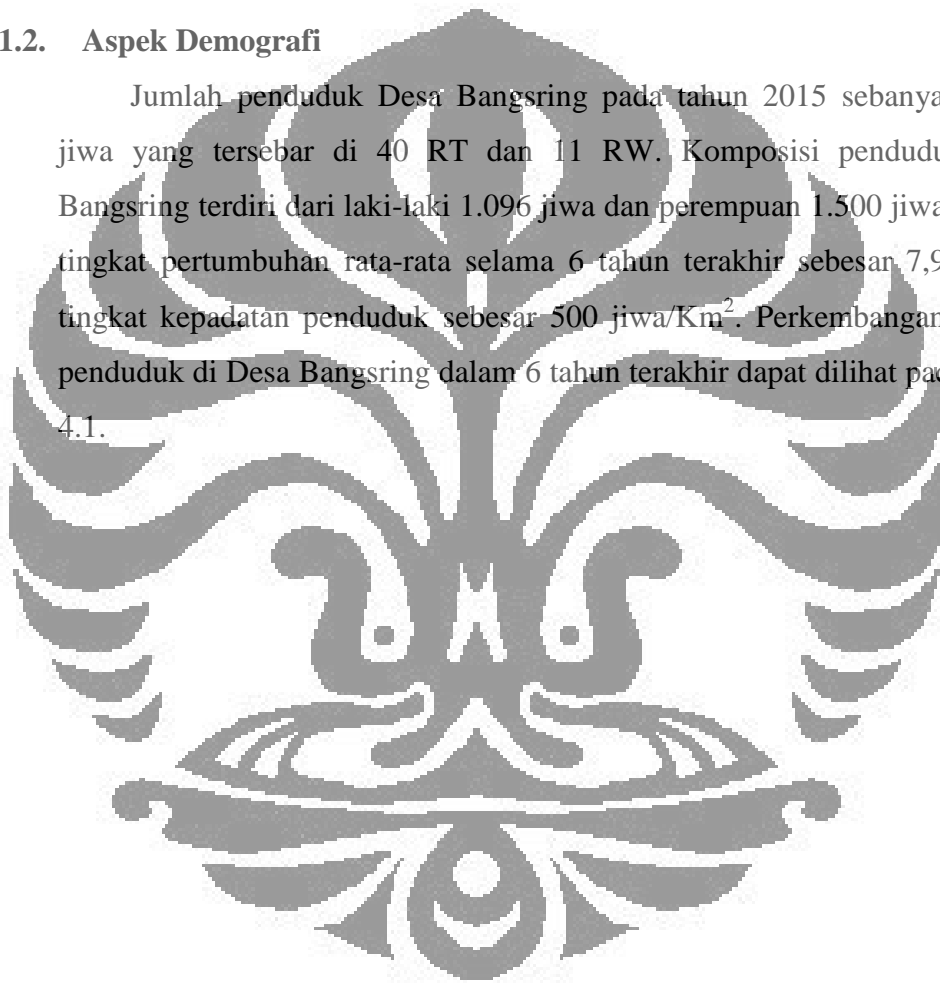 1.2. Aspek Demografi
Jumlah penduduk Desa Bangsring pada tahun 2015 sebanya
jiwa yang tersebar di 40 RT dan 11 RW. Komposisi pendudu
Bangsring terdiri dari laki-laki 1.096 jiwa dan perempuan 1.500 jiwa
tingkat pertumbuhan rata-rata selama 6 tahun terakhir sebesar 7,9
tingkat kepadatan penduduk sebesar 500 jiwa/Km². Perkembangan
penduduk di Desa Bangsring dalam 6 tahun terakhir dapat dilihat pad
4.1.